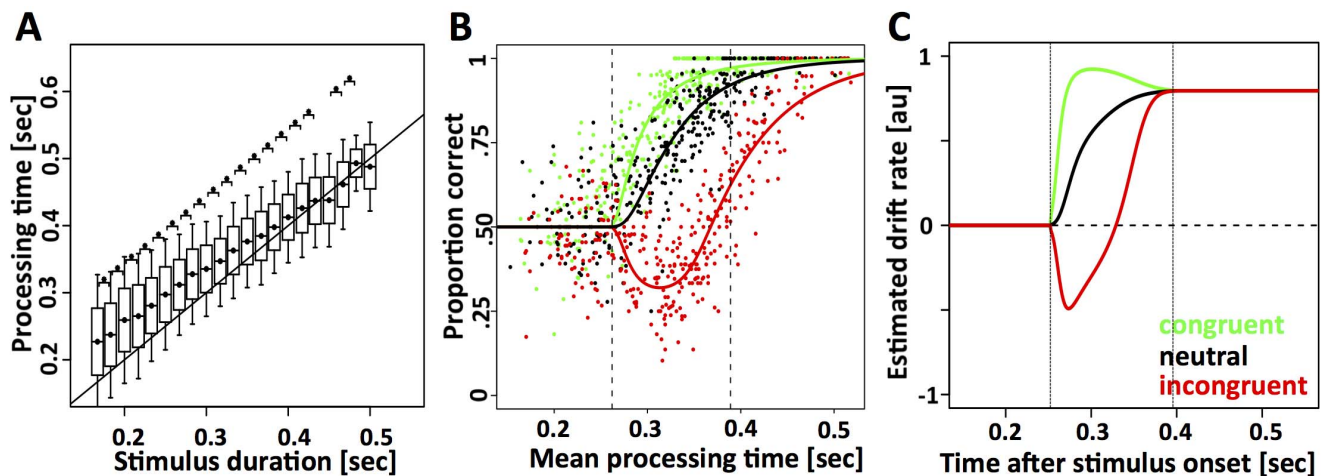 A
Processing time [sec]
0.6
0.5
0.4
0.3
0.2
0.2
0.3
0.4
0.5
Stimulus duration [sec]
B
Proportion correct
1
.75
.50
.25
0
0.2
0.3
0.4
0.5
Mean processing time [sec]
C
Estimated drift rate [au]
1
0
-1
congruent
neutral
incongruent
0.2
0.3
0.4
0.5
Time after stimulus onset [sec]